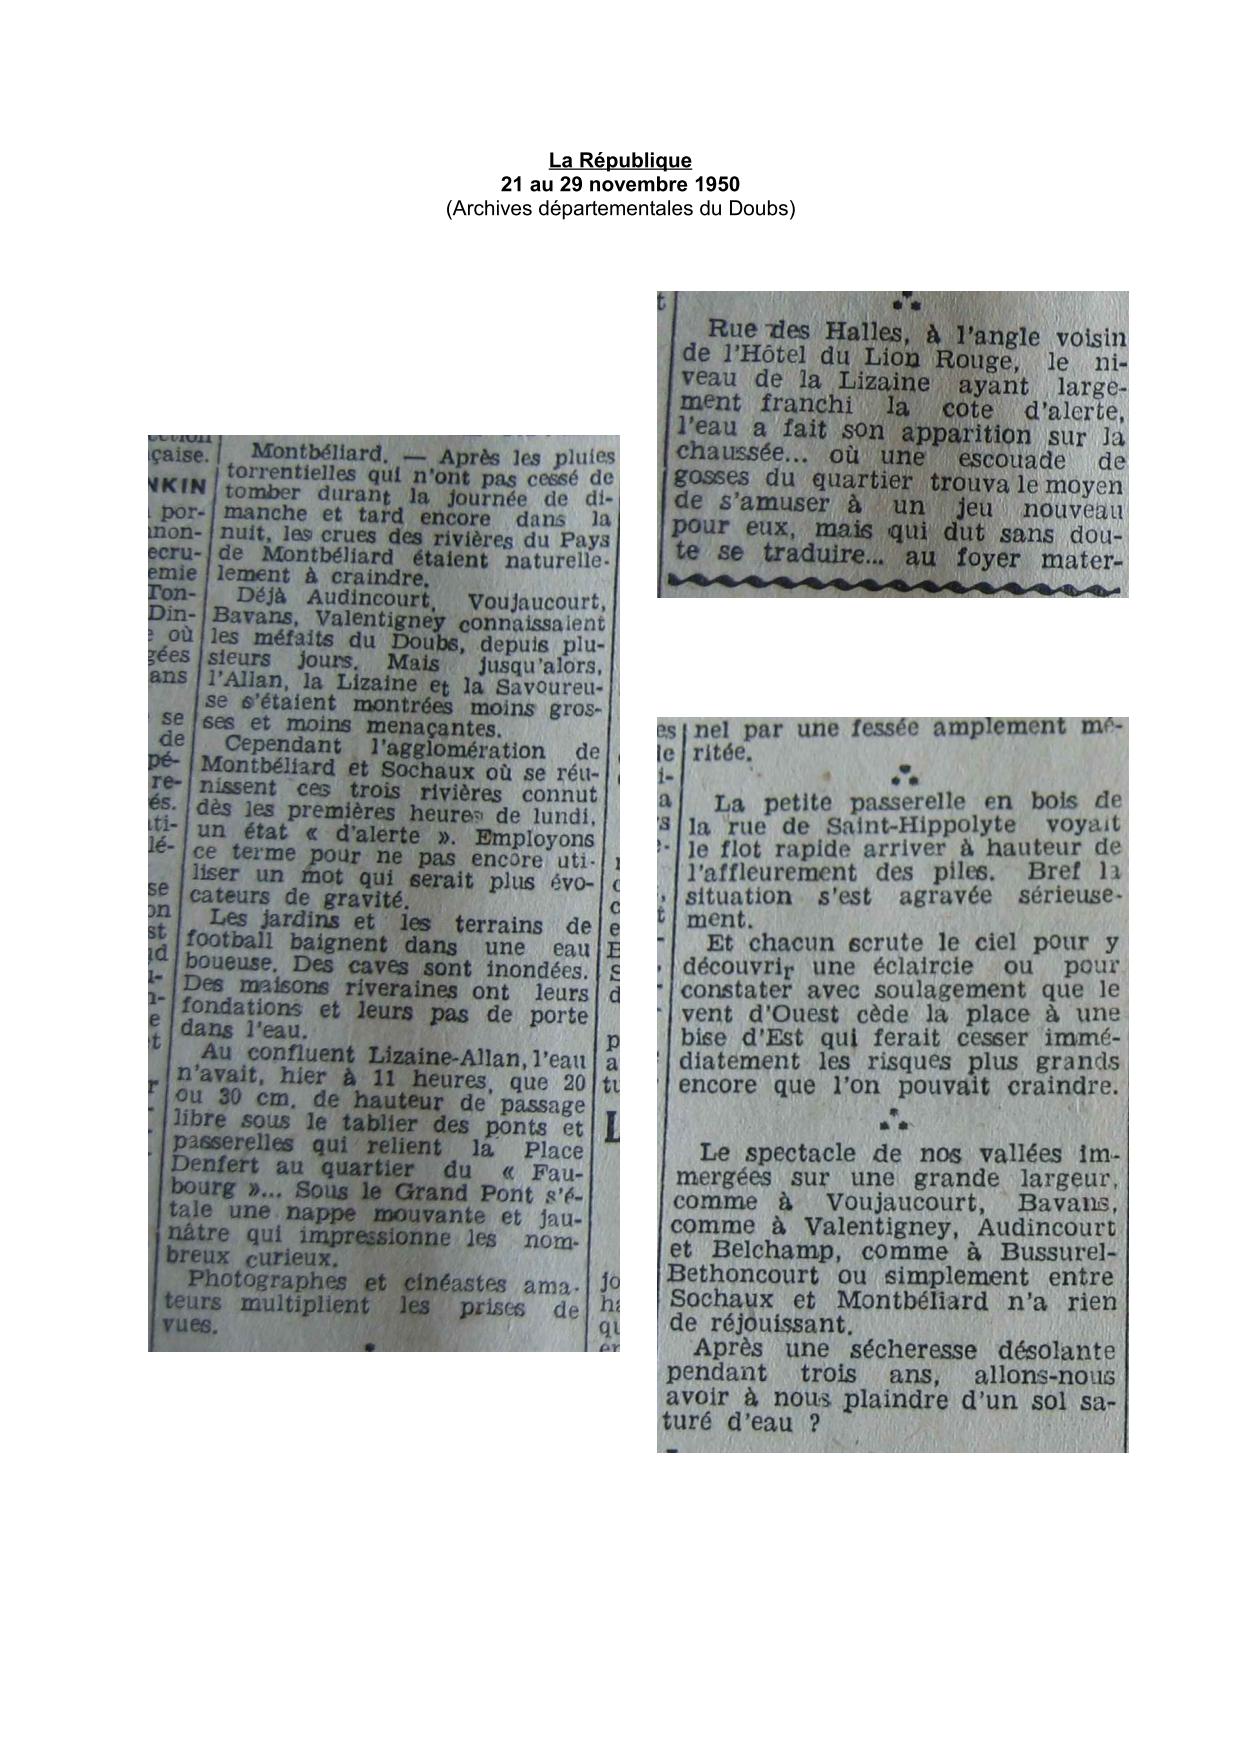 La République
21 au 29 novembre 1950
(Archives départementales du Doubs)
Montbéliard. — Après les pluies
torrentielles qui n'ont pas cessé de
tomber durant la journée de di-
manche et tard encore dans la
nuit, les crues des rivières du Pays
de Montbéliard étaient naturelle-
lement à craindre.
Déjà Audincourt, Voujaucourt,
Bavans, Valentigney connaissaient
les méfaits du Doubs, depuis plu-
sieurs jours. Mais jusqu'alors,
l'Allan, la Lizaine et la Savoureu-
se s'étaient montrées moins gros-
ses et moins menaçantes.
Cependant l'agglomération de
Montbéliard et Sochaux où se réu-
nissent ces trois rivières connut
dès les premières heures de lundi,
un état « d'alerte ». Employons
ce terme pour ne pas encore uti-
liser un mot qui serait plus évo-
cateurs de gravité.
Les jardins et les terrains de
football baignent dans une eau
boueuse. Des caves sont inondées.
Des maisons riveraines ont leurs
fondations et leurs pas de porte
dans l'eau.
Au confluent Lizaine-Allan, l'eau
n'avait, hier à 11 heures, que 20
ou 30 cm. de hauteur de passage
libre sous le tablier des ponts et
passerelles qui relient la Place
Denfert au quartier du « Fau-
bourg »... Sous le Grand Pont s'é-
tale une nappe mouvante et jau-
nâtre qui impressionne les nom-
breux curieux.
Photographes et cinéastes ama-
teurs multiplient les prises de
vues.
Rue des Halles, à l'angle voisin
de l'Hôtel du Lion Rouge, le ni-
veau de la Lizaine ayant large-
ment franchi la cote d'alerte,
l'eau a fait son apparition sur la
chaussée... où une escouade de
gosses du quartier trouva le moyen
de s'amuser à un jeu nouveau
pour eux, mais qui dut sans dou-
te se traduire... au foyer mater-
nel par une fessée amplement mé-
ritée.
La petite passerelle en bois de
la rue de Saint-Hippolyte voyait
le flot rapide arriver à hauteur de
l'affleurement des piles. Bref la
situation s'est agravée sérieuse-
ment.
Et chacun scrute le ciel pour y
découvrir une éclaircie ou pour
constater avec soulagement que le
vent d'Ouest cède la place à une
bise d'Est qui ferait cesser immé-
diatement les risques plus grands
encore que l'on pouvait craindre.
Le spectacle de nos vallées im-
mergées sur une grande largeur,
comme à Voujaucourt, Bavans,
comme à Valentigney, Audincourt
et Belchamp, comme à Bussurel-
Bethoncourt ou simplement entre
Sochaux et Montbéliard n'a rien
de réjouissant.
Après une sécheresse désolante
pendant trois ans, allons-nous
avoir à nous plaindre d'un sol sa-
turé d'eau ?